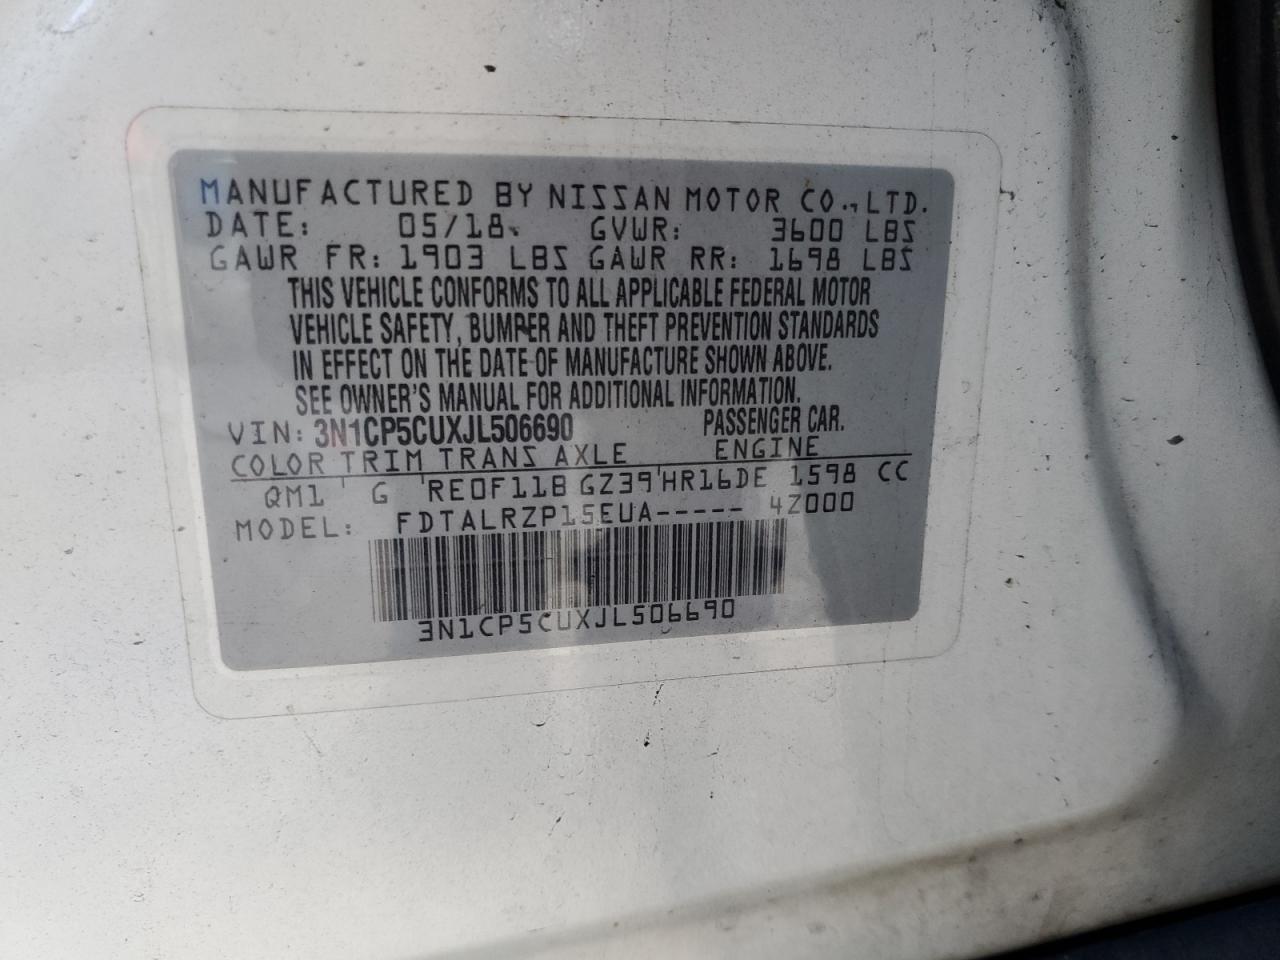 MANUFACTURED BY NISSAN MOTOR CO., LTD.
DATE: 05/18 GVWR: 3600 LBS
GAWR FR: 1903 LBS GAWR RR: 1698 LBS
THIS VEHICLE CONFORMS TO ALL APPLICABLE FEDERAL MOTOR
VEHICLE SAFETY, BUMPER AND THEFT PREVENTION STANDARDS
IN EFFECT ON THE DATE OF MANUFACTURE SHOWN ABOVE.
SEE OWNER'S MANUAL FOR ADDITIONAL INFORMATION.
VIN: 3N1CP5CUXJL506690 PASSENGER CAR.
COLOR TRIM TRANS AXLE ENGINE
QM1 G RE0F11B GZ39 HR16DE 1598 CC
MODEL: FDTALRZP15EUA----- 4Z000
3N1CP5CUXJL506690